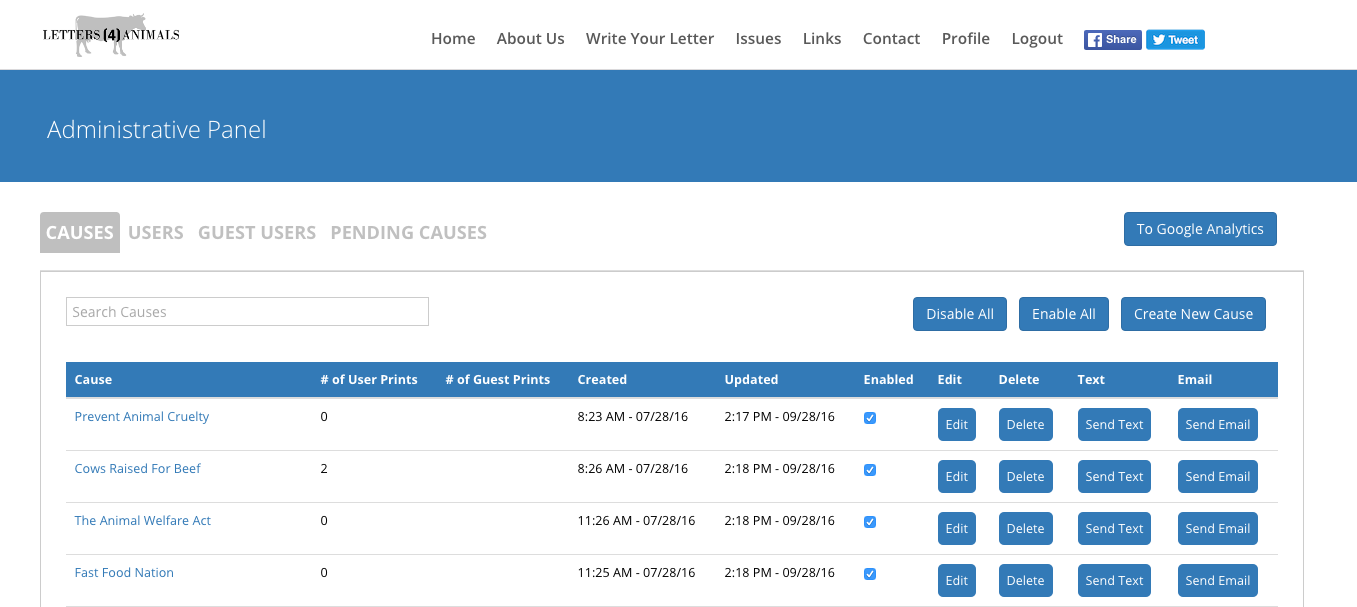 LETTERS (4) ANIMALS
Home About Us Write Your Letter Issues Links Contact Profile Logout Share Tweet
Administrative Panel
CAUSES USERS GUEST USERS PENDING CAUSES To Google Analytics
Search Causes Disable All Enable All Create New Cause
Cause # of User Prints # of Guest Prints Created Updated Enabled Edit Delete Text Email
Prevent Animal Cruelty 0 8:23 AM - 07/28/16 2:17 PM - 09/28/16 Edit Delete Send Text Send Email
Cows Raised For Beef 2 8:26 AM - 07/28/16 2:18 PM - 09/28/16 Edit Delete Send Text Send Email
The Animal Welfare Act 0 11:26 AM - 07/28/16 2:18 PM - 09/28/16 Edit Delete Send Text Send Email
Fast Food Nation 0 11:25 AM - 07/28/16 2:18 PM - 09/28/16 Edit Delete Send Text Send Email